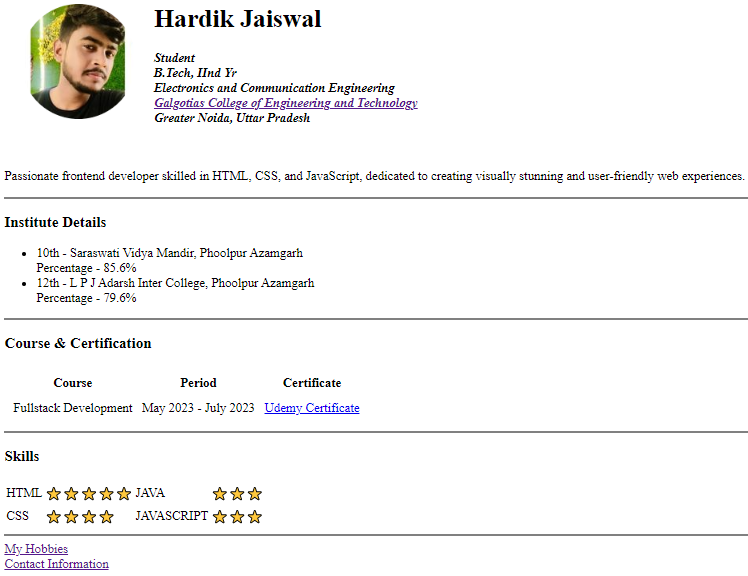 Hardik Jaiswal
Student
B.Tech, IInd Yr
Electronics and Communication Engineering
Galgotias College of Engineering and Technology
Greater Noida, Uttar Pradesh
Passionate frontend developer skilled in HTML, CSS, and JavaScript, dedicated to creating visually stunning and user-friendly web experiences.
Institute Details
10th - Saraswati Vidya Mandir, Phoolpur Azamgarh
Percentage - 85.6%
12th - L P J Adarsh Inter College, Phoolpur Azamgarh
Percentage - 79.6%
Course & Certification
Course Period Certificate
Fullstack Development May 2023 - July 2023 Udemy Certificate
Skills
HTML JAVA
CSS JAVASCRIPT
My Hobbies
Contact Information